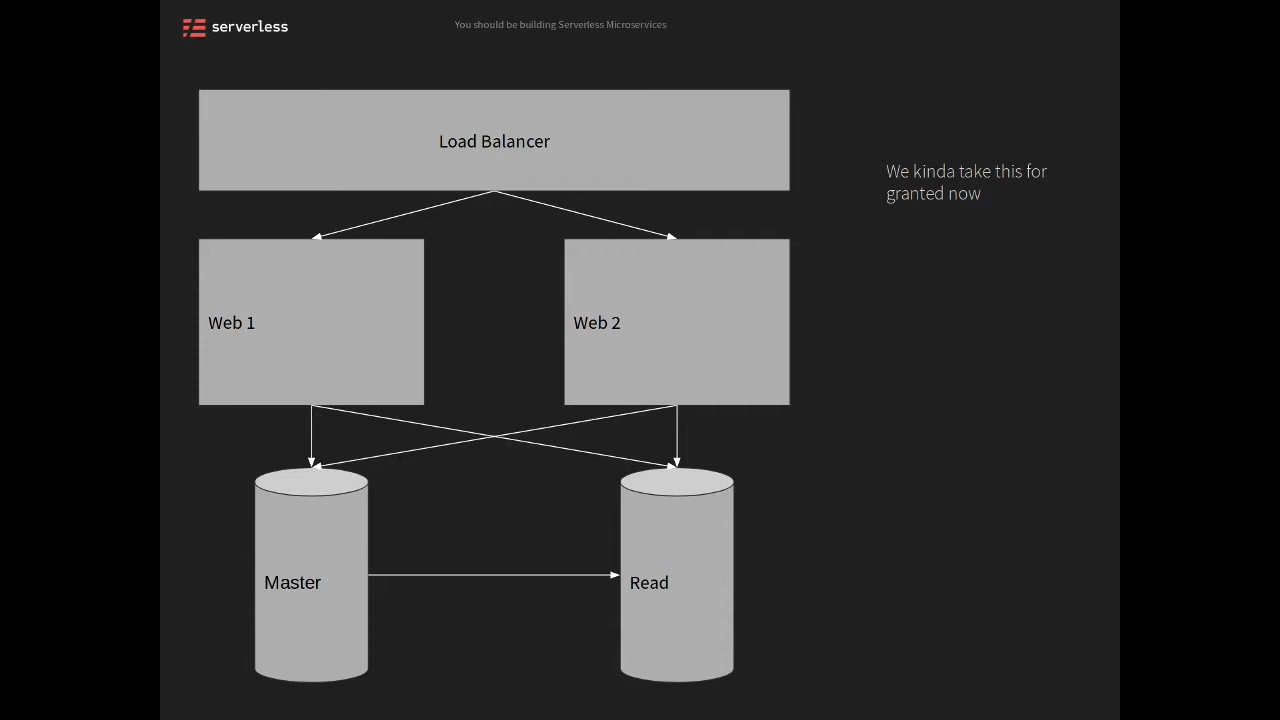 serverless
You should be building Serverless Microservices
Load Balancer
We kinda take this for
granted now
Web 1
Web 2
Master
Read